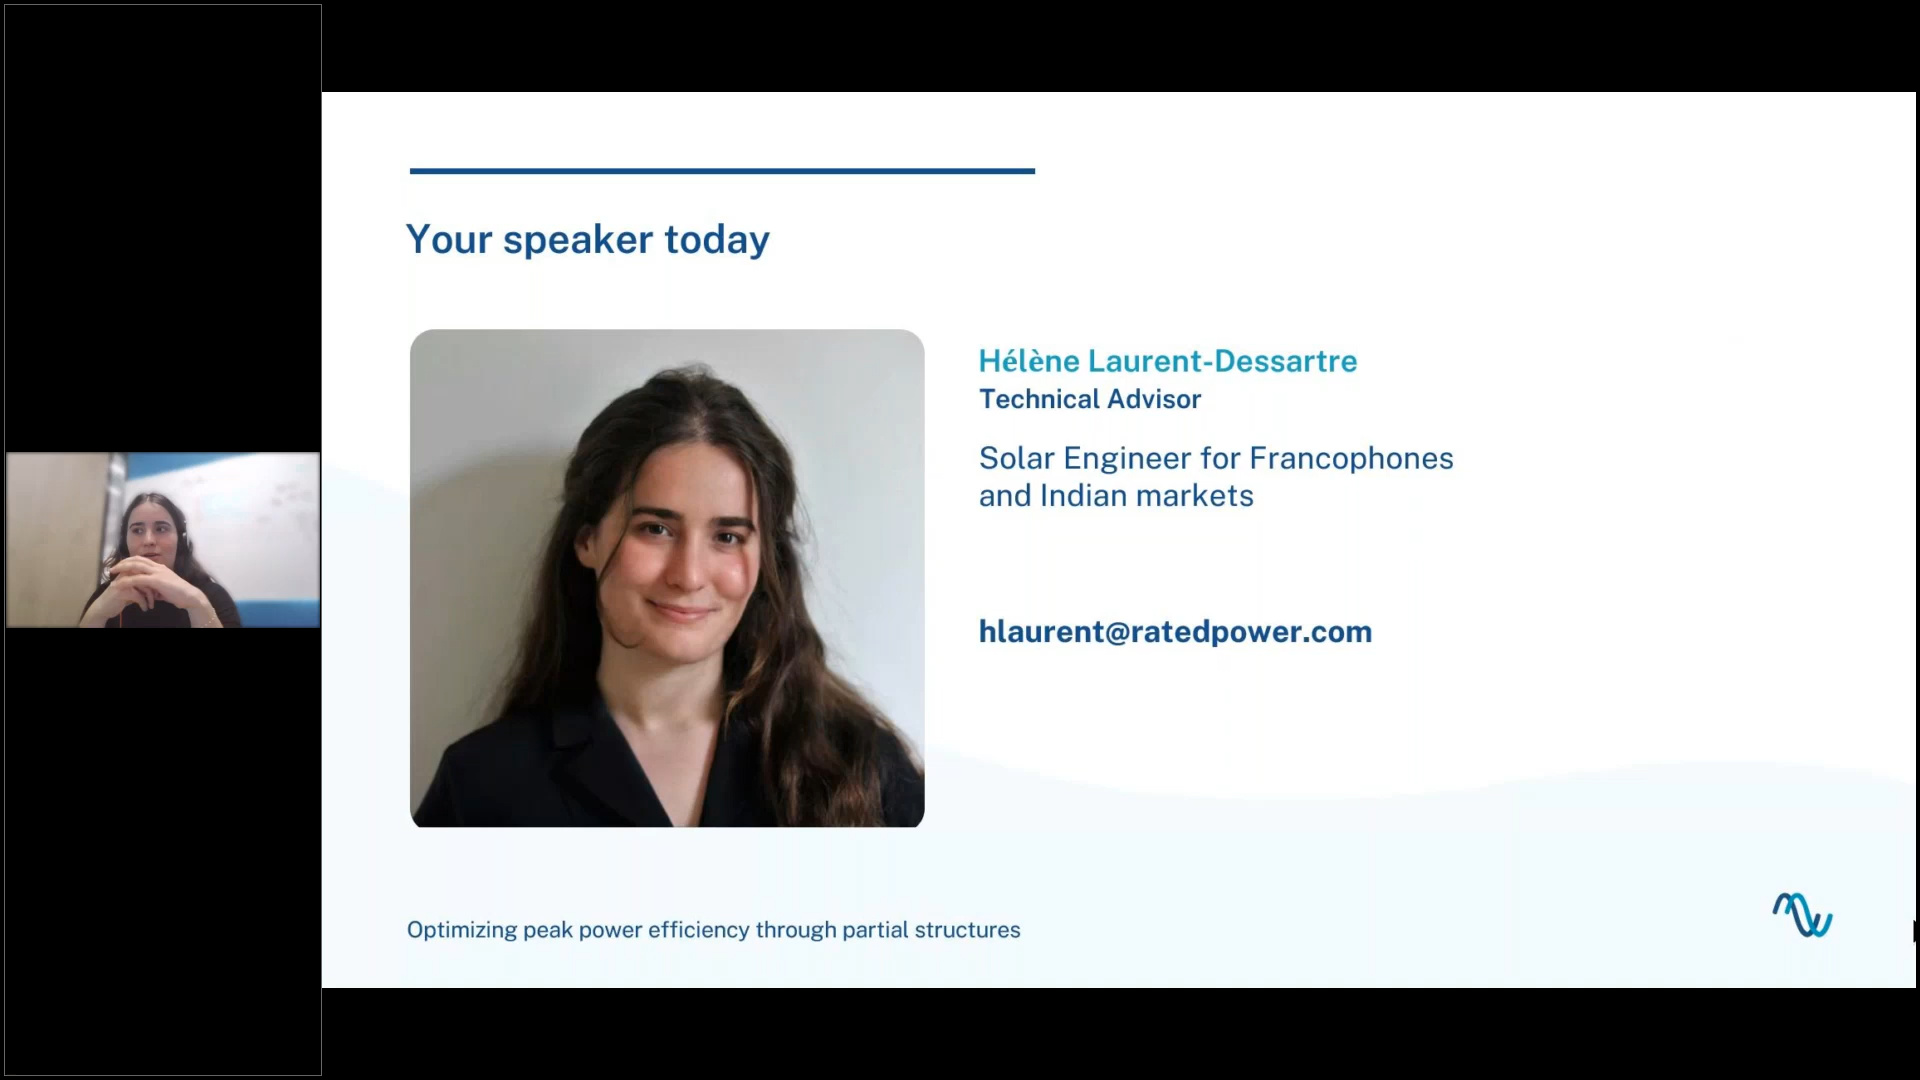 Your speaker today
Hélène Laurent-Dessartre
Technical Advisor
Solar Engineer for Francophones
and Indian markets
hlaurent@ratedpower.com
Optimizing peak power efficiency through partial structures